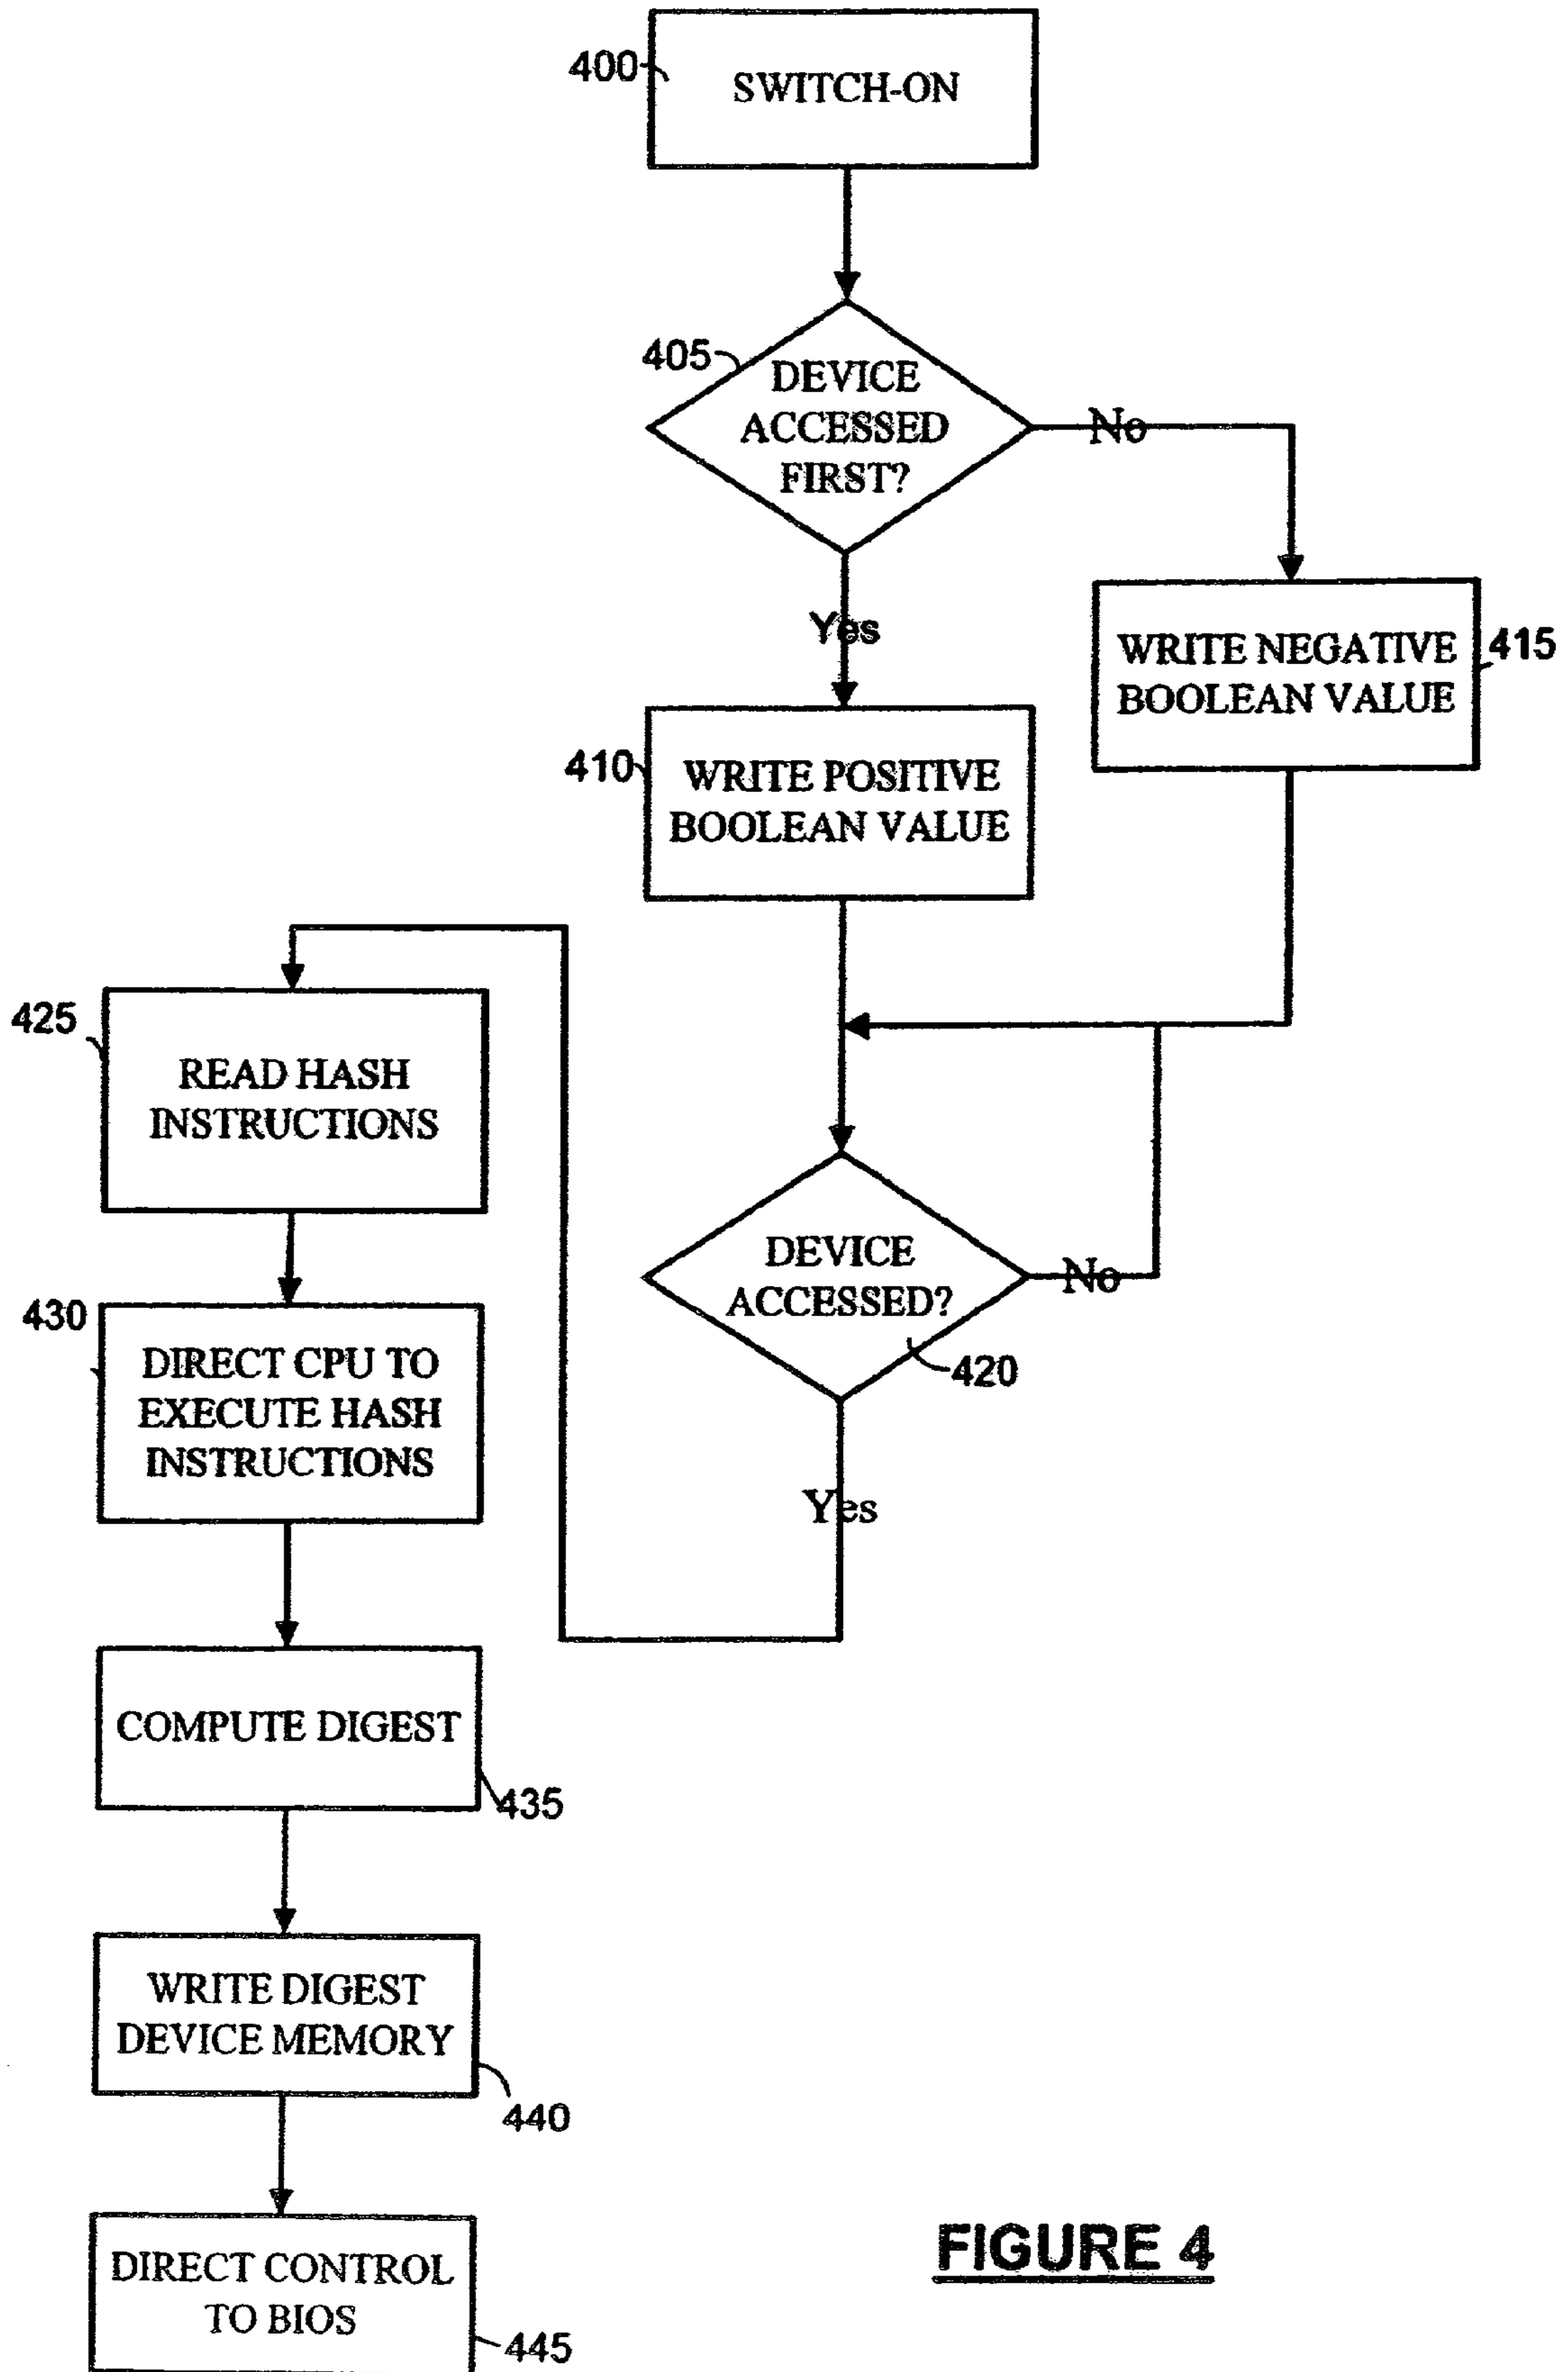 400
SWITCH-ON
405
DEVICE
ACCESSED
FIRST?
No
Yes
WRITE NEGATIVE
BOOLEAN VALUE
415
410
WRITE POSITIVE
BOOLEAN VALUE
425
READ HASH
INSTRUCTIONS
DEVICE
ACCESSED?
No
420
Yes
430
DIRECT CPU TO
EXECUTE HASH
INSTRUCTIONS
COMPUTE DIGEST
435
WRITE DIGEST
DEVICE MEMORY
440
DIRECT CONTROL
TO BIOS
445
FIGURE 4